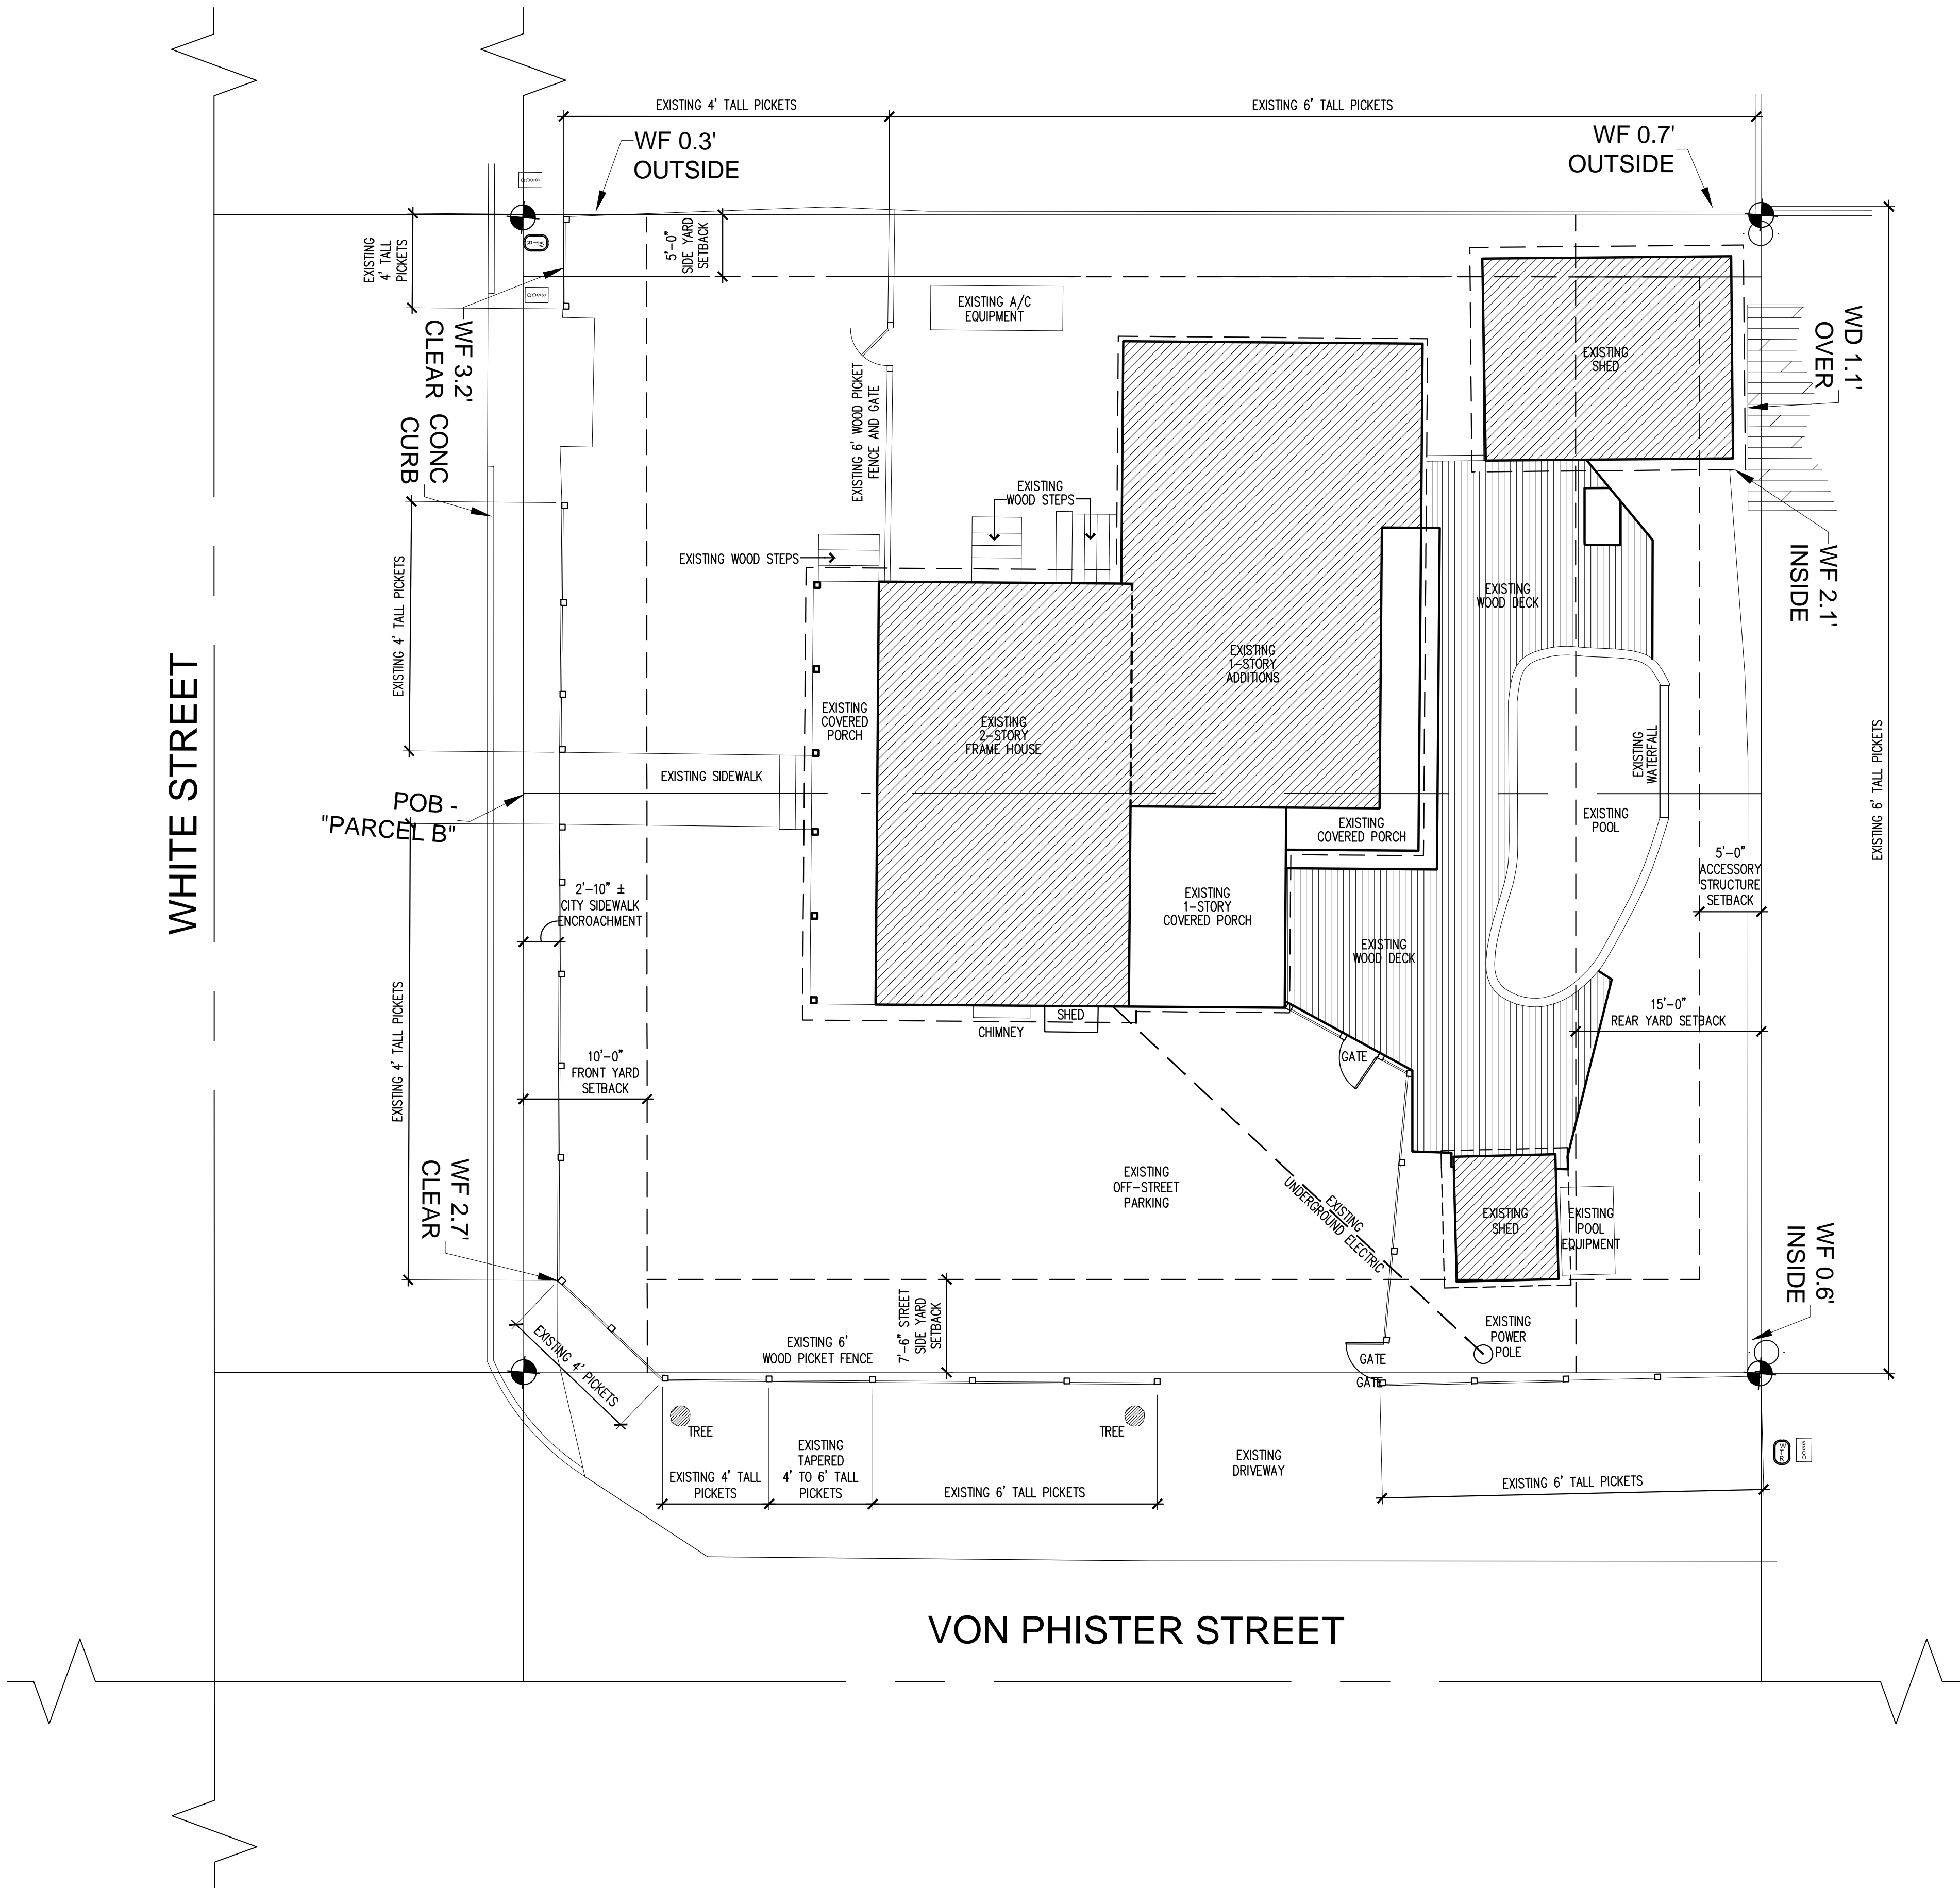 EXISTING 4' TALL PICKETS
EXISTING 6' TALL PICKETS
WF 0.3'
OUTSIDE
WF 0.7'
OUTSIDE
SSCO
WTR
SSCO
EXISTING
4' TALL
PICKETS
5'-0"
SIDE YARD
SETBACK
EXISTING A/C
EQUIPMENT
EXISTING
SHED
WD 1.1'
OVER
WF 3.2'
CLEAR
CONC
CURB
EXISTING 6' WOOD PICKET
FENCE AND GATE
EXISTING
WOOD STEPS
EXISTING WOOD STEPS
WF 2.1'
INSIDE
EXISTING
WOOD DECK
EXISTING 4' TALL PICKETS
EXISTING
1-STORY
ADDITIONS
WHITE STREET
EXISTING
COVERED
PORCH
EXISTING
2-STORY
FRAME HOUSE
EXISTING
WATERFALL
EXISTING SIDEWALK
POB -
"PARCEL B"
EXISTING
POOL
EXISTING
COVERED PORCH
EXISTING 6' TALL PICKETS
5'-0"
ACCESSORY
STRUCTURE
SETBACK
2'-10" ±
CITY SIDEWALK
ENCROACHMENT
EXISTING
1-STORY
COVERED PORCH
EXISTING
WOOD DECK
15'-0"
REAR YARD SETBACK
SHED
CHIMNEY
GATE
EXISTING 4' TALL PICKETS
10'-0"
FRONT YARD
SETBACK
WF 2.7'
CLEAR
EXISTING
OFF-STREET
PARKING
EXISTING
UNDERGROUND ELECTRIC
EXISTING
SHED
EXISTING
POOL
EQUIPMENT
WF 0.6'
INSIDE
EXISTING 4' PICKETS
EXISTING 6'
WOOD PICKET FENCE
7'-6" STREET
SIDE YARD
SETBACK
EXISTING
POWER
POLE
GATE
GATE
TREE
TREE
EXISTING 4' TALL
PICKETS
EXISTING
TAPERED
4' TO 6' TALL
PICKETS
EXISTING 6' TALL PICKETS
EXISTING
DRIVEWAY
EXISTING 6' TALL PICKETS
WTR
SSCO
VON PHISTER STREET